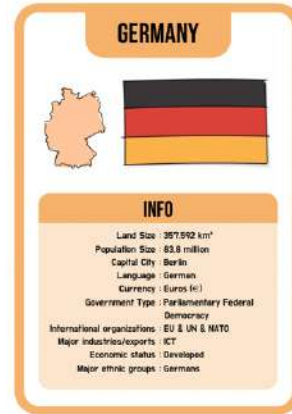 GERMANY
INFO
Land Size : 357.592 km²
Population Size : 83.8 million
Capital City : Berlin
Language : German
Currency : Euros (€)
Government Type : Parliamentary Federal
Democracy
International organizations : EU & UN & NATO
Major industries/exports : ICT
Economic status : Developed
Major ethnic groups : Germans